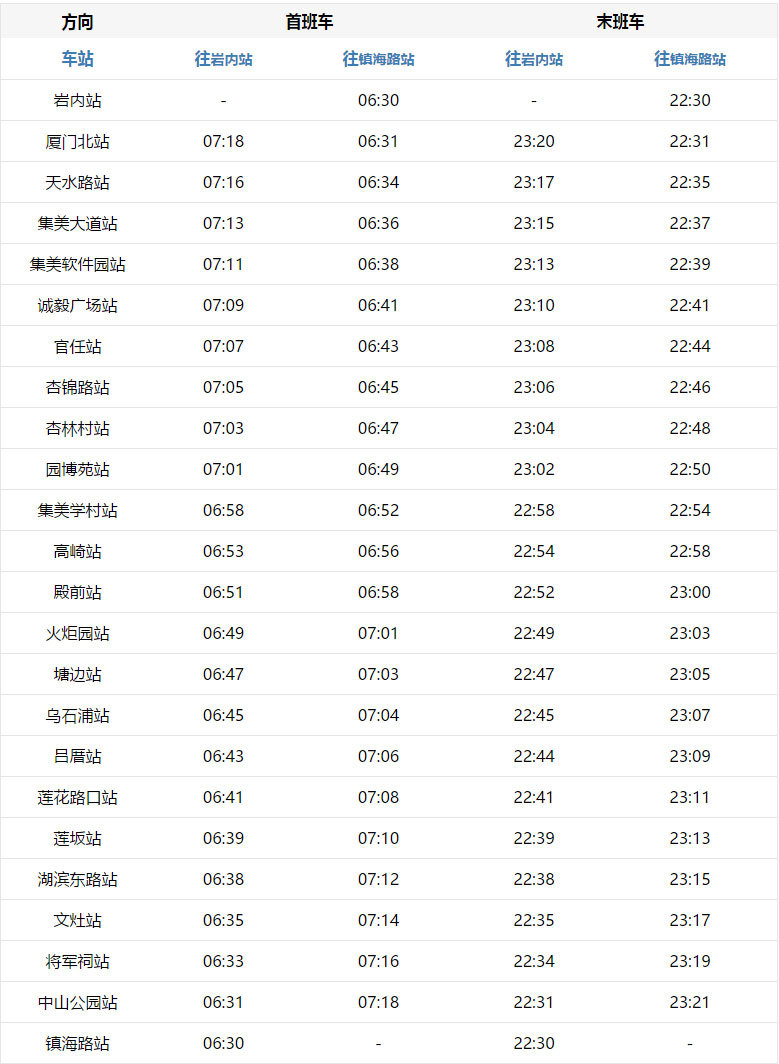 方向 首班车 末班车
车站 往岩内站 往镇海路站 往岩内站 往镇海路站
岩内站 - 06:30 - 22:30
厦门北站 07:18 06:31 23:20 22:31
天水路站 07:16 06:34 23:17 22:35
集美大道站 07:13 06:36 23:15 22:37
集美软件园站 07:11 06:38 23:13 22:39
诚毅广场站 07:09 06:41 23:10 22:41
官任站 07:07 06:43 23:08 22:44
杏锦路站 07:05 06:45 23:06 22:46
杏林村站 07:03 06:47 23:04 22:48
园博苑站 07:01 06:49 23:02 22:50
集美学村站 06:58 06:52 22:58 22:54
高崎站 06:53 06:56 22:54 22:58
殿前站 06:51 06:58 22:52 23:00
火炬园站 06:49 07:01 22:49 23:03
塘边站 06:47 07:03 22:47 23:05
乌石浦站 06:45 07:04 22:45 23:07
吕厝站 06:43 07:06 22:44 23:09
莲花路口站 06:41 07:08 22:41 23:11
莲坂站 06:39 07:10 22:39 23:13
湖滨东路站 06:38 07:12 22:38 23:15
文灶站 06:35 07:14 22:35 23:17
将军祠站 06:33 07:16 22:34 23:19
中山公园站 06:31 07:18 22:31 23:21
镇海路站 06:30 - 22:30 -